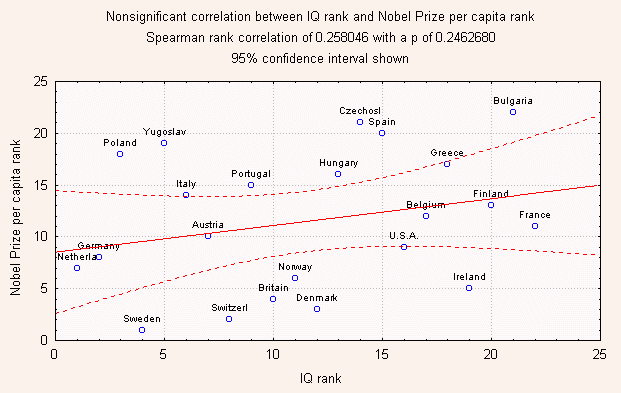 Nonsignificant correlation between IQ rank and Nobel Prize per capita rank
Spearman rank correlation of 0.258046 with a p of 0.2462680
95% confidence interval shown
25
Bulgaria
Czechosl
Spain
20
Yugoslav
Poland
Greece
Hungary
Portugal
Italy
15
Finland
Belgium
France
Austria
10
U.S.A.
Germany
Netherla
Norway
Ireland
5
Britain
Denmark
Switzerl
Sweden
0
Nobel Prize per capita rank
0 5 10 15 20 25
IQ rank